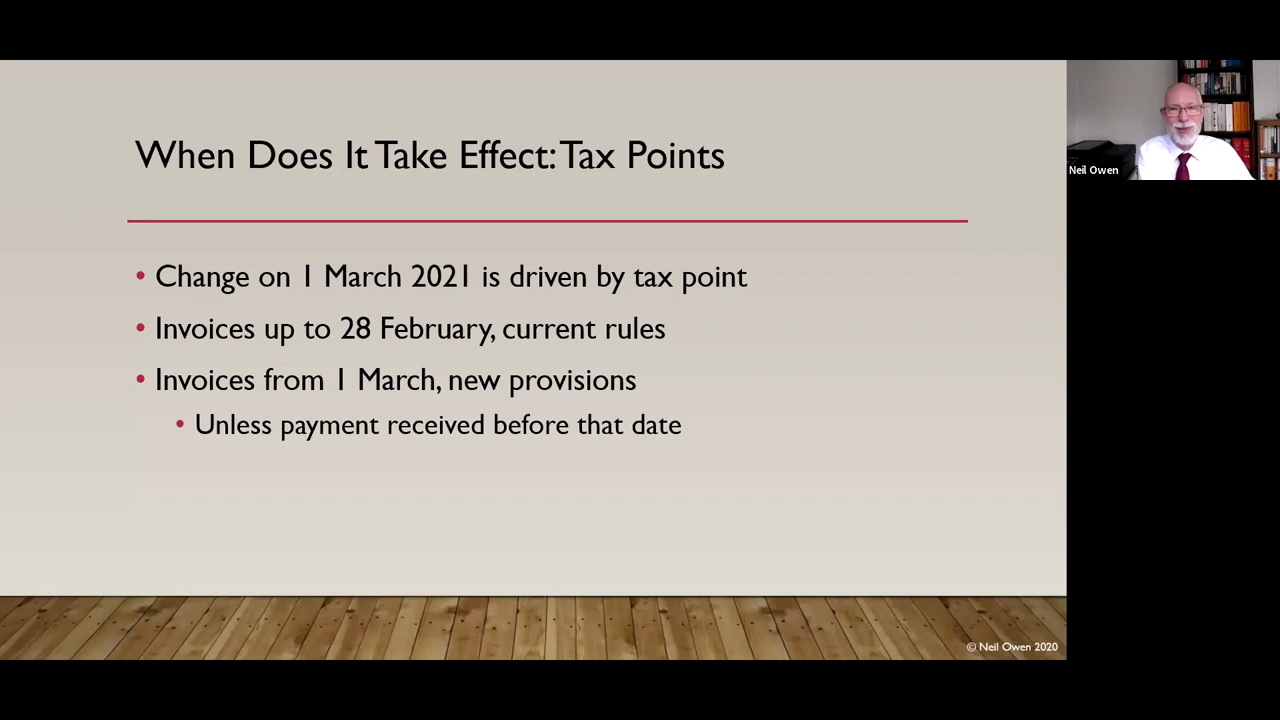 When Does It Take Effect: Tax Points
• Change on 1 March 2021 is driven by tax point
• Invoices up to 28 February, current rules
• Invoices from 1 March, new provisions
• Unless payment received before that date
© Neil Owen 2020
Neil Owen